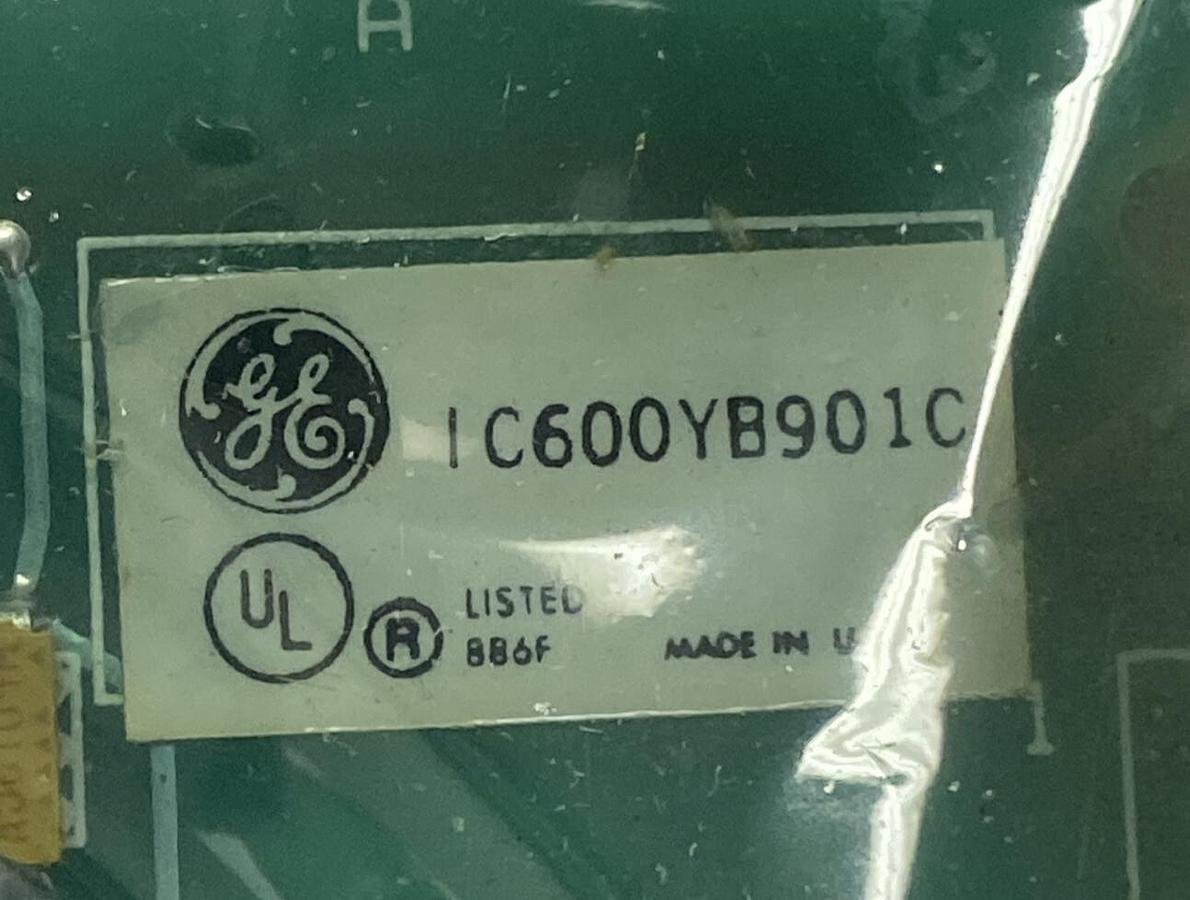 A
GE
IC600YB901C
UL
R
LISTED
886F
MADE IN